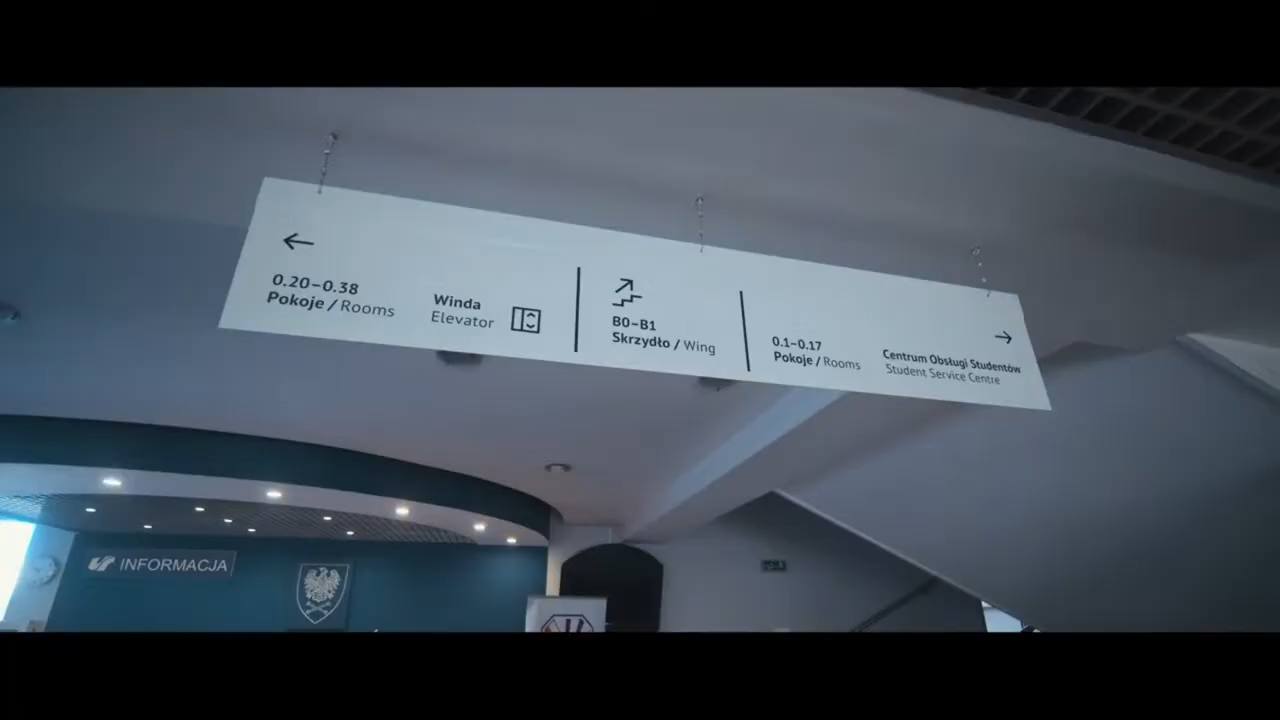 0.20–0.38
Pokoje / Rooms
Winda
Elevator
B0–B1
Skrzydło / Wing
0.1–0.17
Pokoje / Rooms
Centrum Obsługi Studentów
Student Service Centre
INFORMACJA